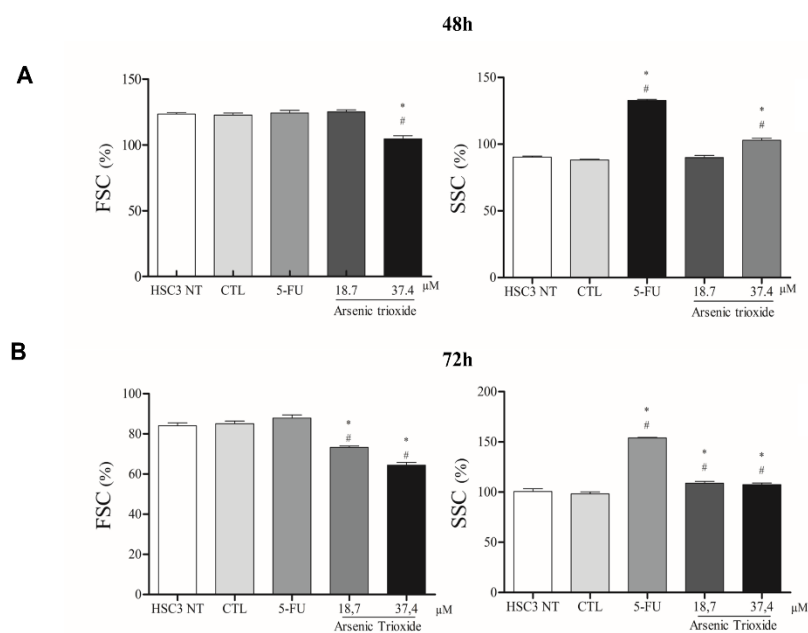 48h
A
FSC (%)
150
100
50
0
*
#
HSC3 NT CTL 5-FU 18.7 37.4 µM
Arsenic trioxide
SSC (%)
150
100
50
0
*
#
*
#
HSC3 NT CTL 5-FU 18.7 37.4 µM
Arsenic trioxide
B
72h
FSC (%)
100
80
60
40
20
0
*
#
*
#
HSC3 NT CTL 5-FU 18,7 37,4 µM
Arsenic Trioxide
SSC (%)
200
150
100
50
0
*
#
*
#
*
#
HSC3 NT CTL 5-FU 18,7 37,4 µM
Arsenic Trioxide